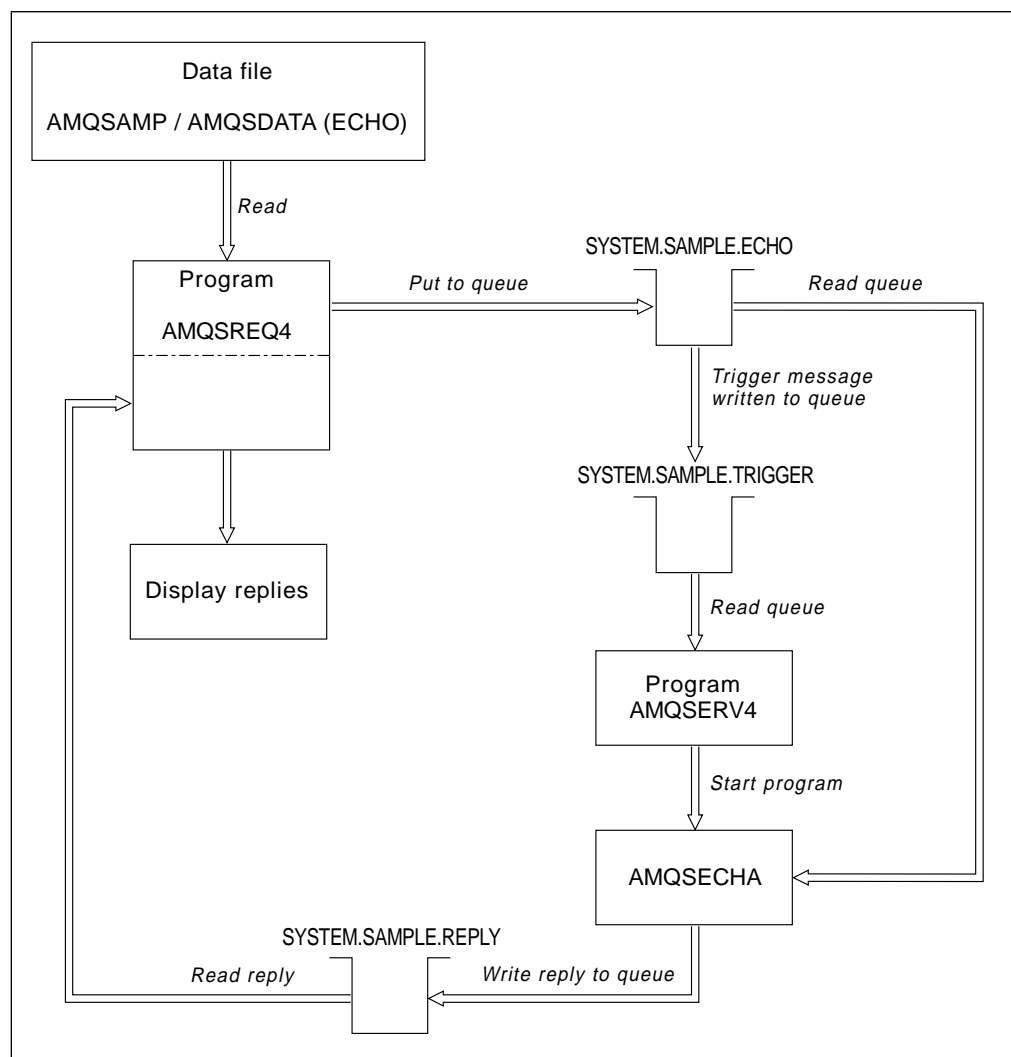 Data file
AMQSAMP / AMQSDATA (ECHO)
Read
SYSTEM.SAMPLE.ECHO
Program
Put to queue
Read queue
AMQSREQ4
Trigger message
written to queue
SYSTEM.SAMPLE.TRIGGER
Display replies
Read queue
Program
AMQSERV4
Start program
AMQSECHA
SYSTEM.SAMPLE.REPLY
Read reply
Write reply to queue